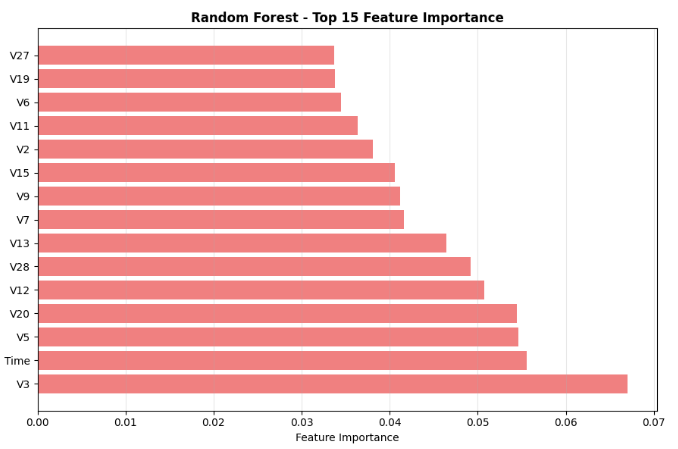 Random Forest - Top 15 Feature Importance
V27
V19
V6
V11
V2
V15
V9
V7
V13
V28
V12
V20
V5
Time
V3
0.00 0.01 0.02 0.03 0.04 0.05 0.06 0.07
Feature Importance